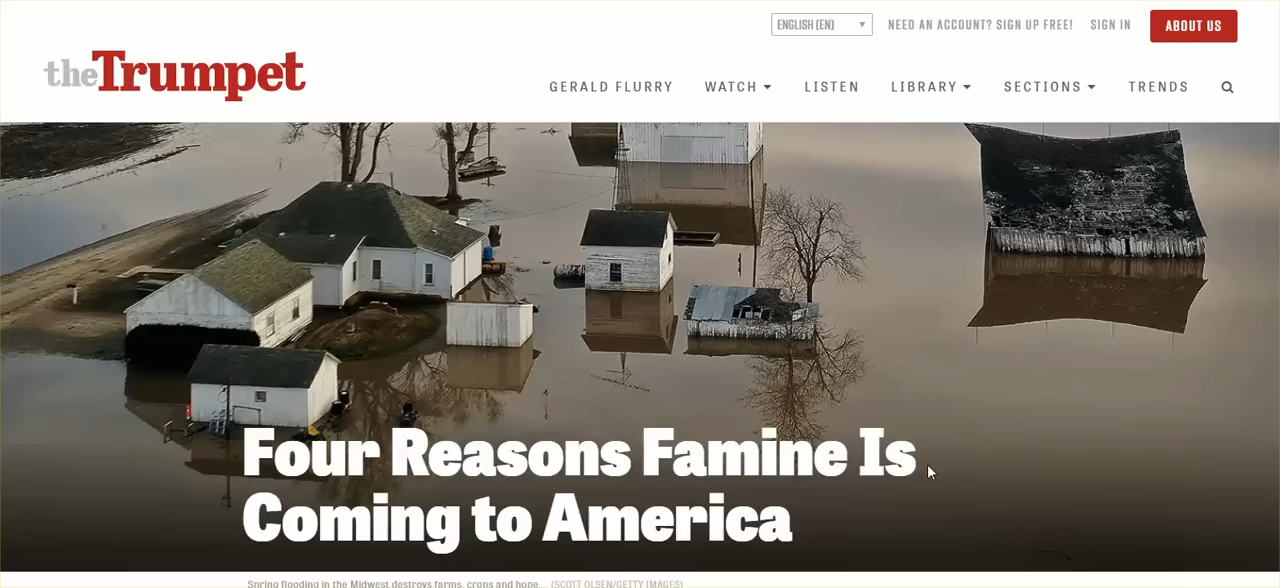 ENGLISH (EN)
NEED AN ACCOUNT? SIGN UP FREE!
SIGN IN
ABOUT US
theTrumpet
GERALD FLURRY
WATCH
LISTEN
LIBRARY
SECTIONS
TRENDS
Four Reasons Famine Is
Coming to America
Spring flooding in the Midwest destroys farms, crops and hope. (SCOTT OLSEN/GETTY IMAGES)